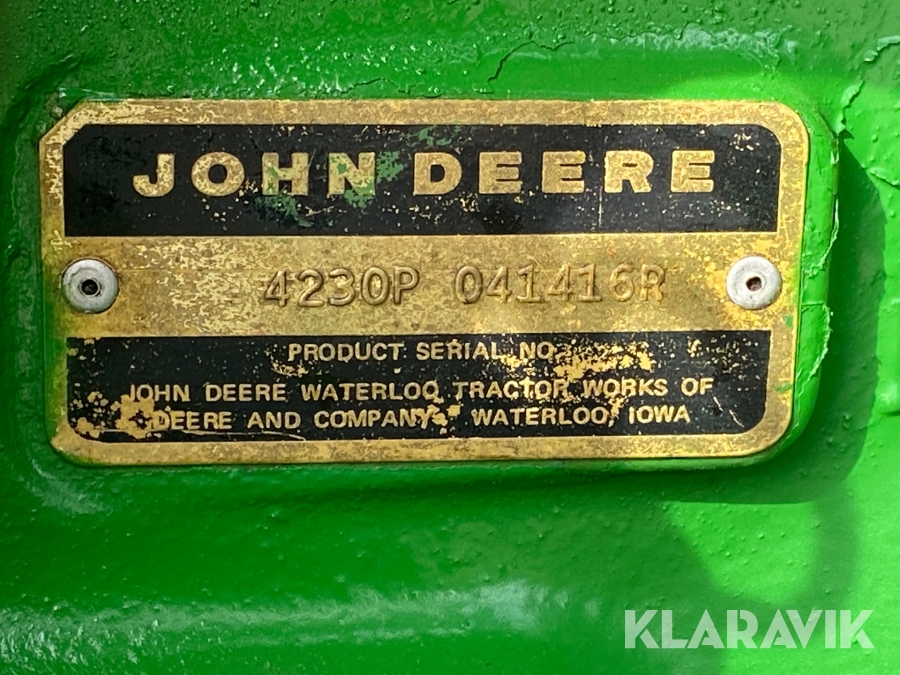 JOHN DEERE
4230P 041416R
PRODUCT SERIAL NO.
JOHN DEERE WATERLOO TRACTOR WORKS OF
DEERE AND COMPANY, WATERLOO, IOWA
KLARAVIK